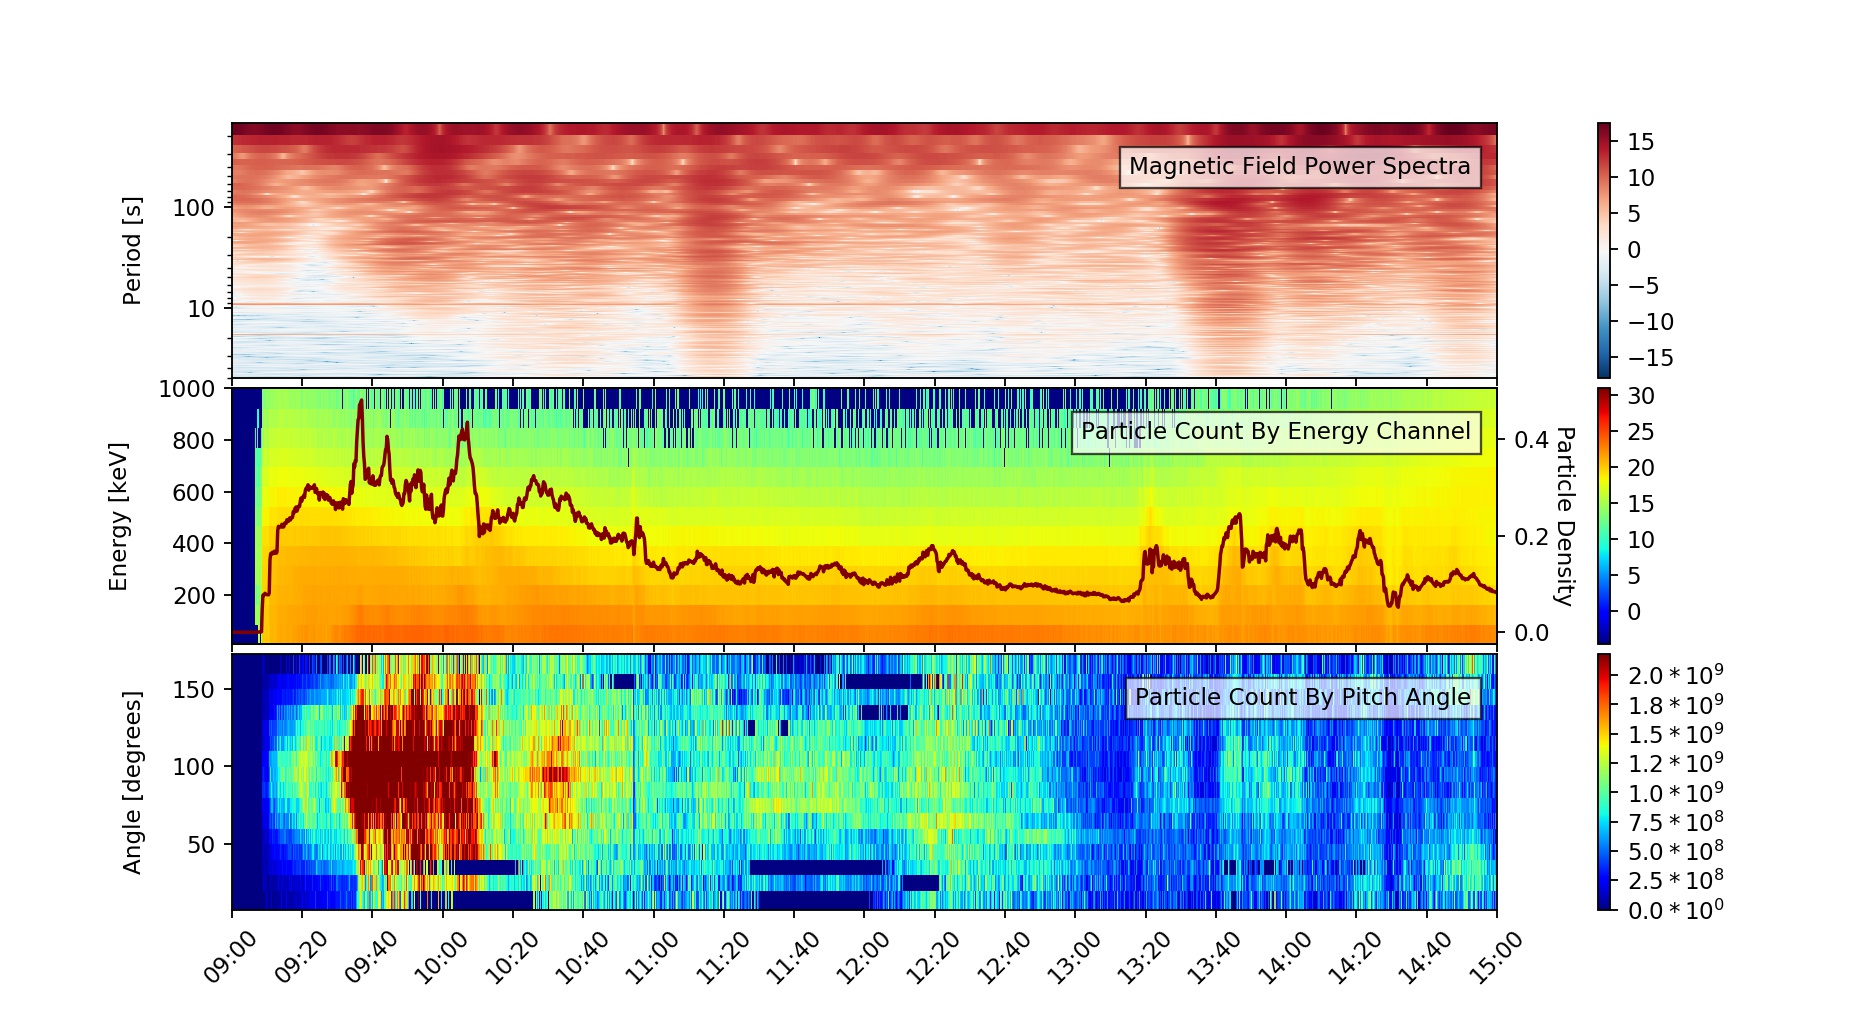 Magnetic Field Power Spectra
Period [s]
100
10
15
10
5
0
−5
−10
−15
Particle Count By Energy Channel
Energy [keV]
1000
800
600
400
200
Particle Density
0.4
0.2
0.0
30
25
20
15
10
5
0
Particle Count By Pitch Angle
Angle [degrees]
150
100
50
2.0 * 10⁹
1.8 * 10⁹
1.5 * 10⁹
1.2 * 10⁹
1.0 * 10⁹
7.5 * 10⁸
5.0 * 10⁸
2.5 * 10⁸
0.0 * 10⁰
09:00 09:20 09:40 10:00 10:20 10:40 11:00 11:20 11:40 12:00 12:20 12:40 13:00 13:20 13:40 14:00 14:20 14:40 15:00